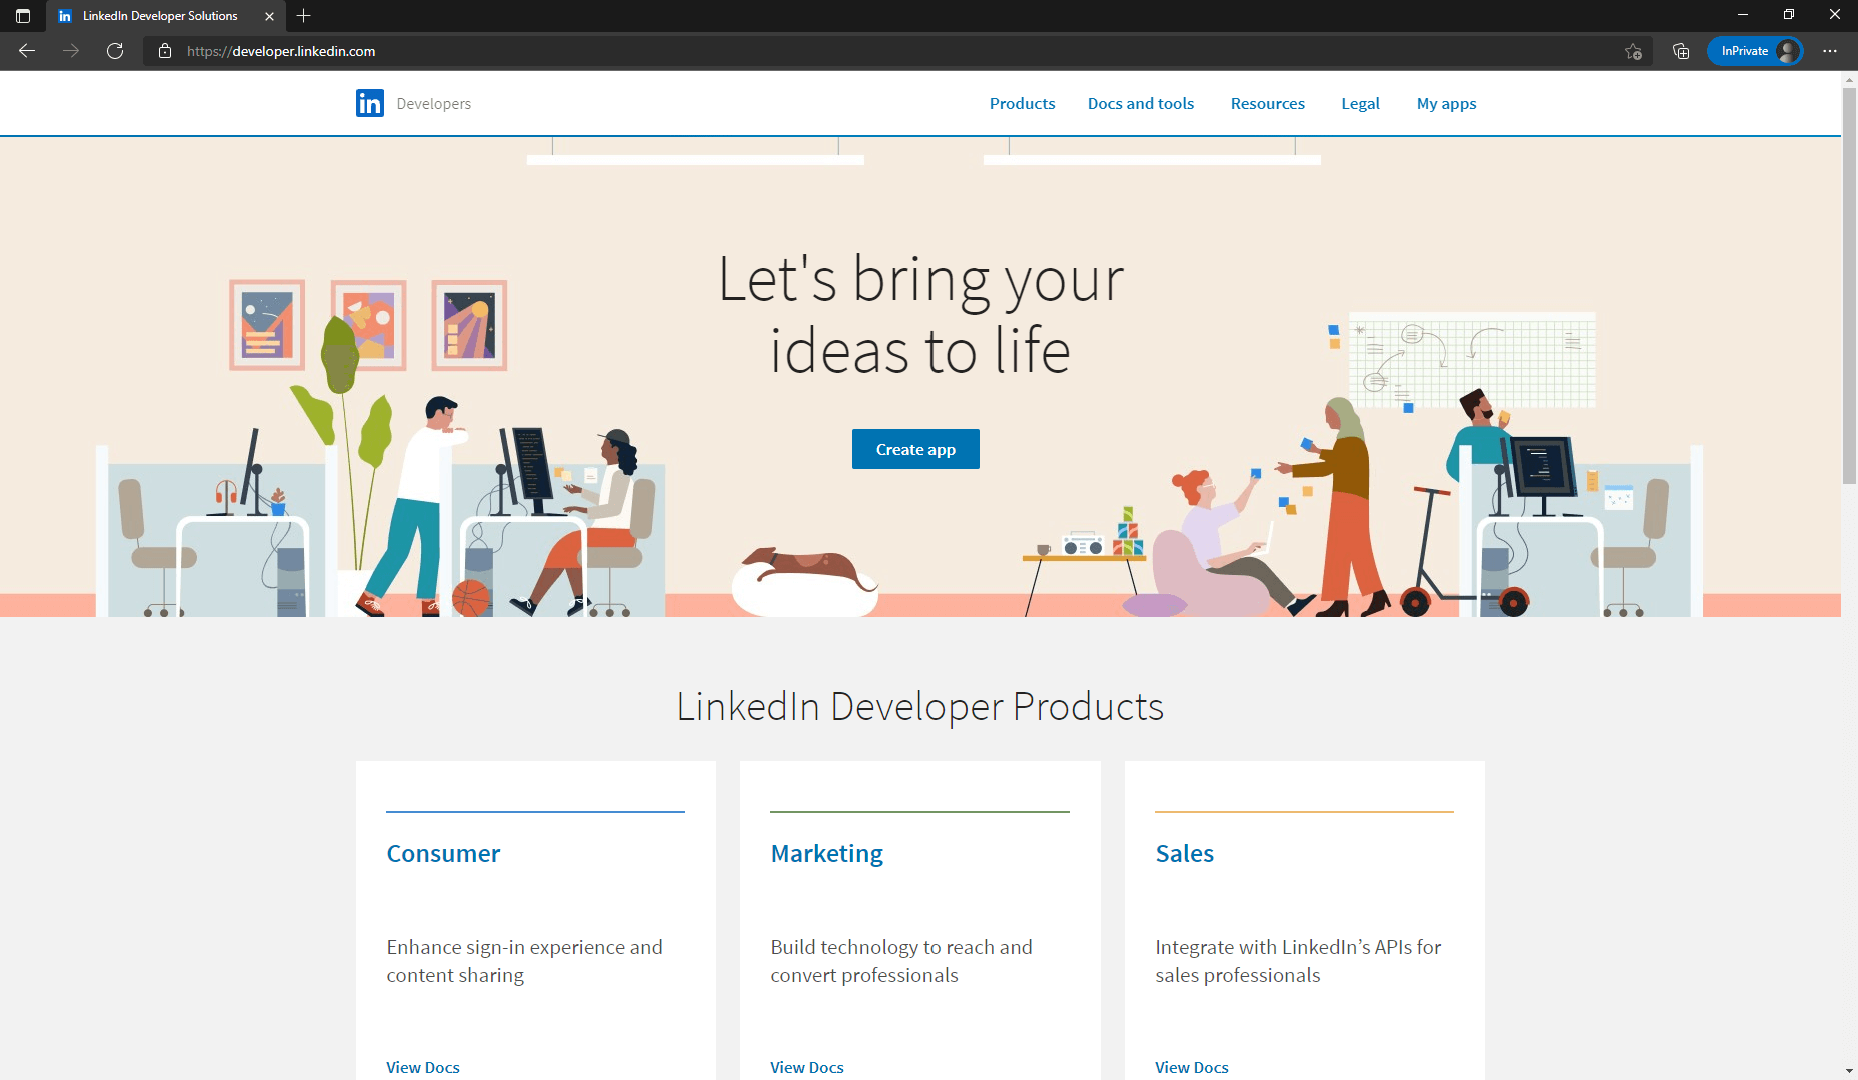 LinkedIn Developer Solutions
https://developer.linkedin.com
InPrivate
in Developers
Products Docs and tools Resources Legal My apps
Let's bring your
ideas to life
Create app
LinkedIn Developer Products
Consumer
Enhance sign-in experience and
content sharing
View Docs
Marketing
Build technology to reach and
convert professionals
View Docs
Sales
Integrate with LinkedIn’s APIs for
sales professionals
View Docs